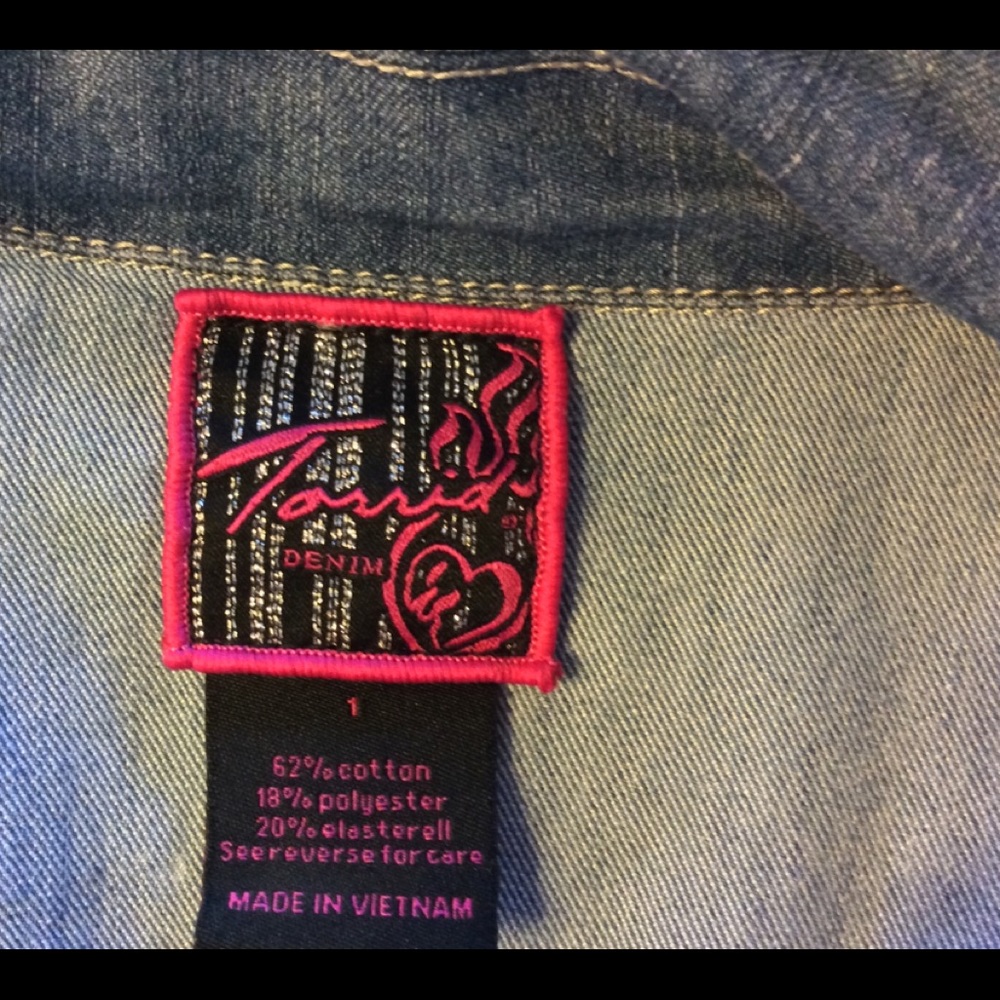 Torrid®
DENIM
1
62% cotton
18% polyester
20% elasterell
See reverse for care
MADE IN VIETNAM